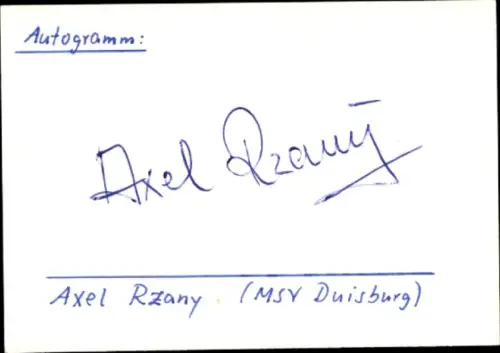 Autogramm:
Axel Rzany
Axel Rzany (MSV Duisburg)